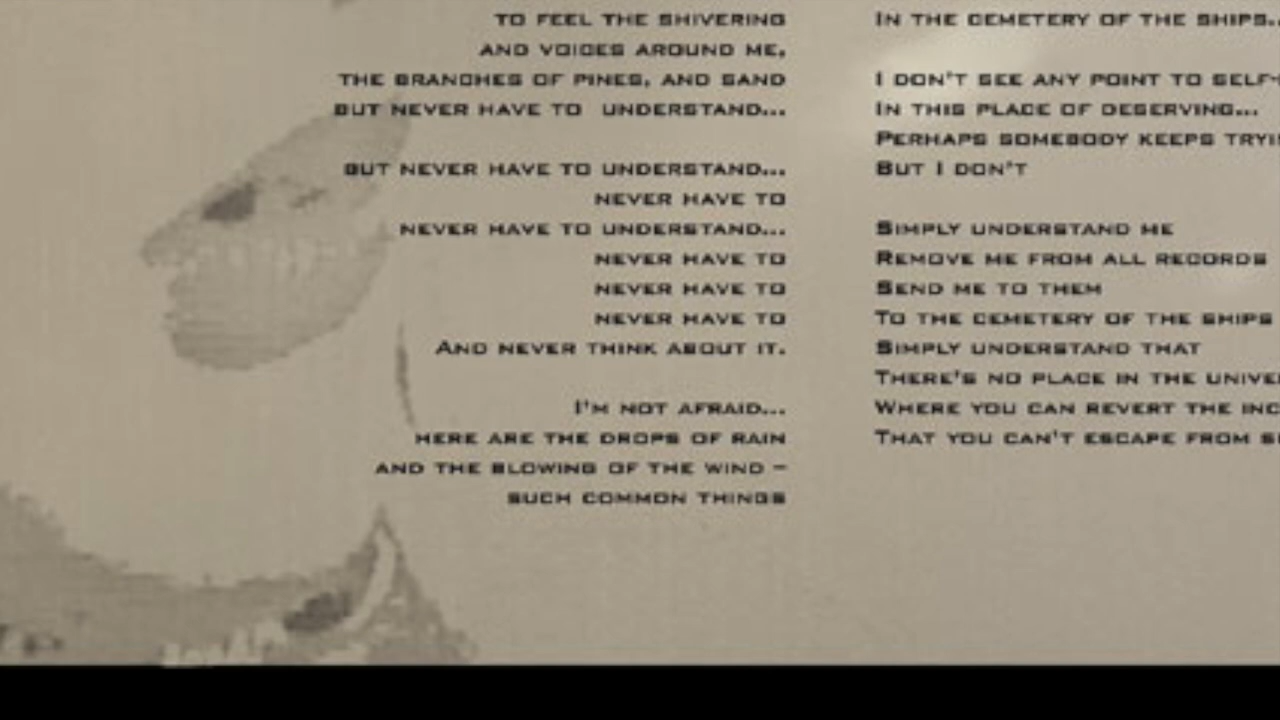 TO FEEL THE SHIVERING
AND VOICES AROUND ME,
THE BRANCHES OF PINES, AND SAND
BUT NEVER HAVE TO UNDERSTAND...
BUT NEVER HAVE TO UNDERSTAND...
NEVER HAVE TO
NEVER HAVE TO UNDERSTAND...
NEVER HAVE TO
NEVER HAVE TO
NEVER HAVE TO
AND NEVER THINK ABOUT IT.
I'M NOT AFRAID...
HERE ARE THE DROPS OF RAIN
AND THE BLOWING OF THE WIND –
SUCH COMMON THINGS
IN THE CEMETERY OF THE SHIPS..
I DON'T SEE ANY POINT TO SELF-
IN THIS PLACE OF DESERVING...
PERHAPS SOMEBODY KEEPS
BUT I DON'T
SIMPLY UNDERSTAND ME
REMOVE ME FROM ALL RECORDS
SEND ME TO THEM
TO THE CEMETERY OF THE SHIPS
SIMPLY UNDERSTAND THAT
THERE'S NO PLACE IN THE
WHERE YOU CAN REVERT THE
THAT YOU CAN'T ESCAPE FROM